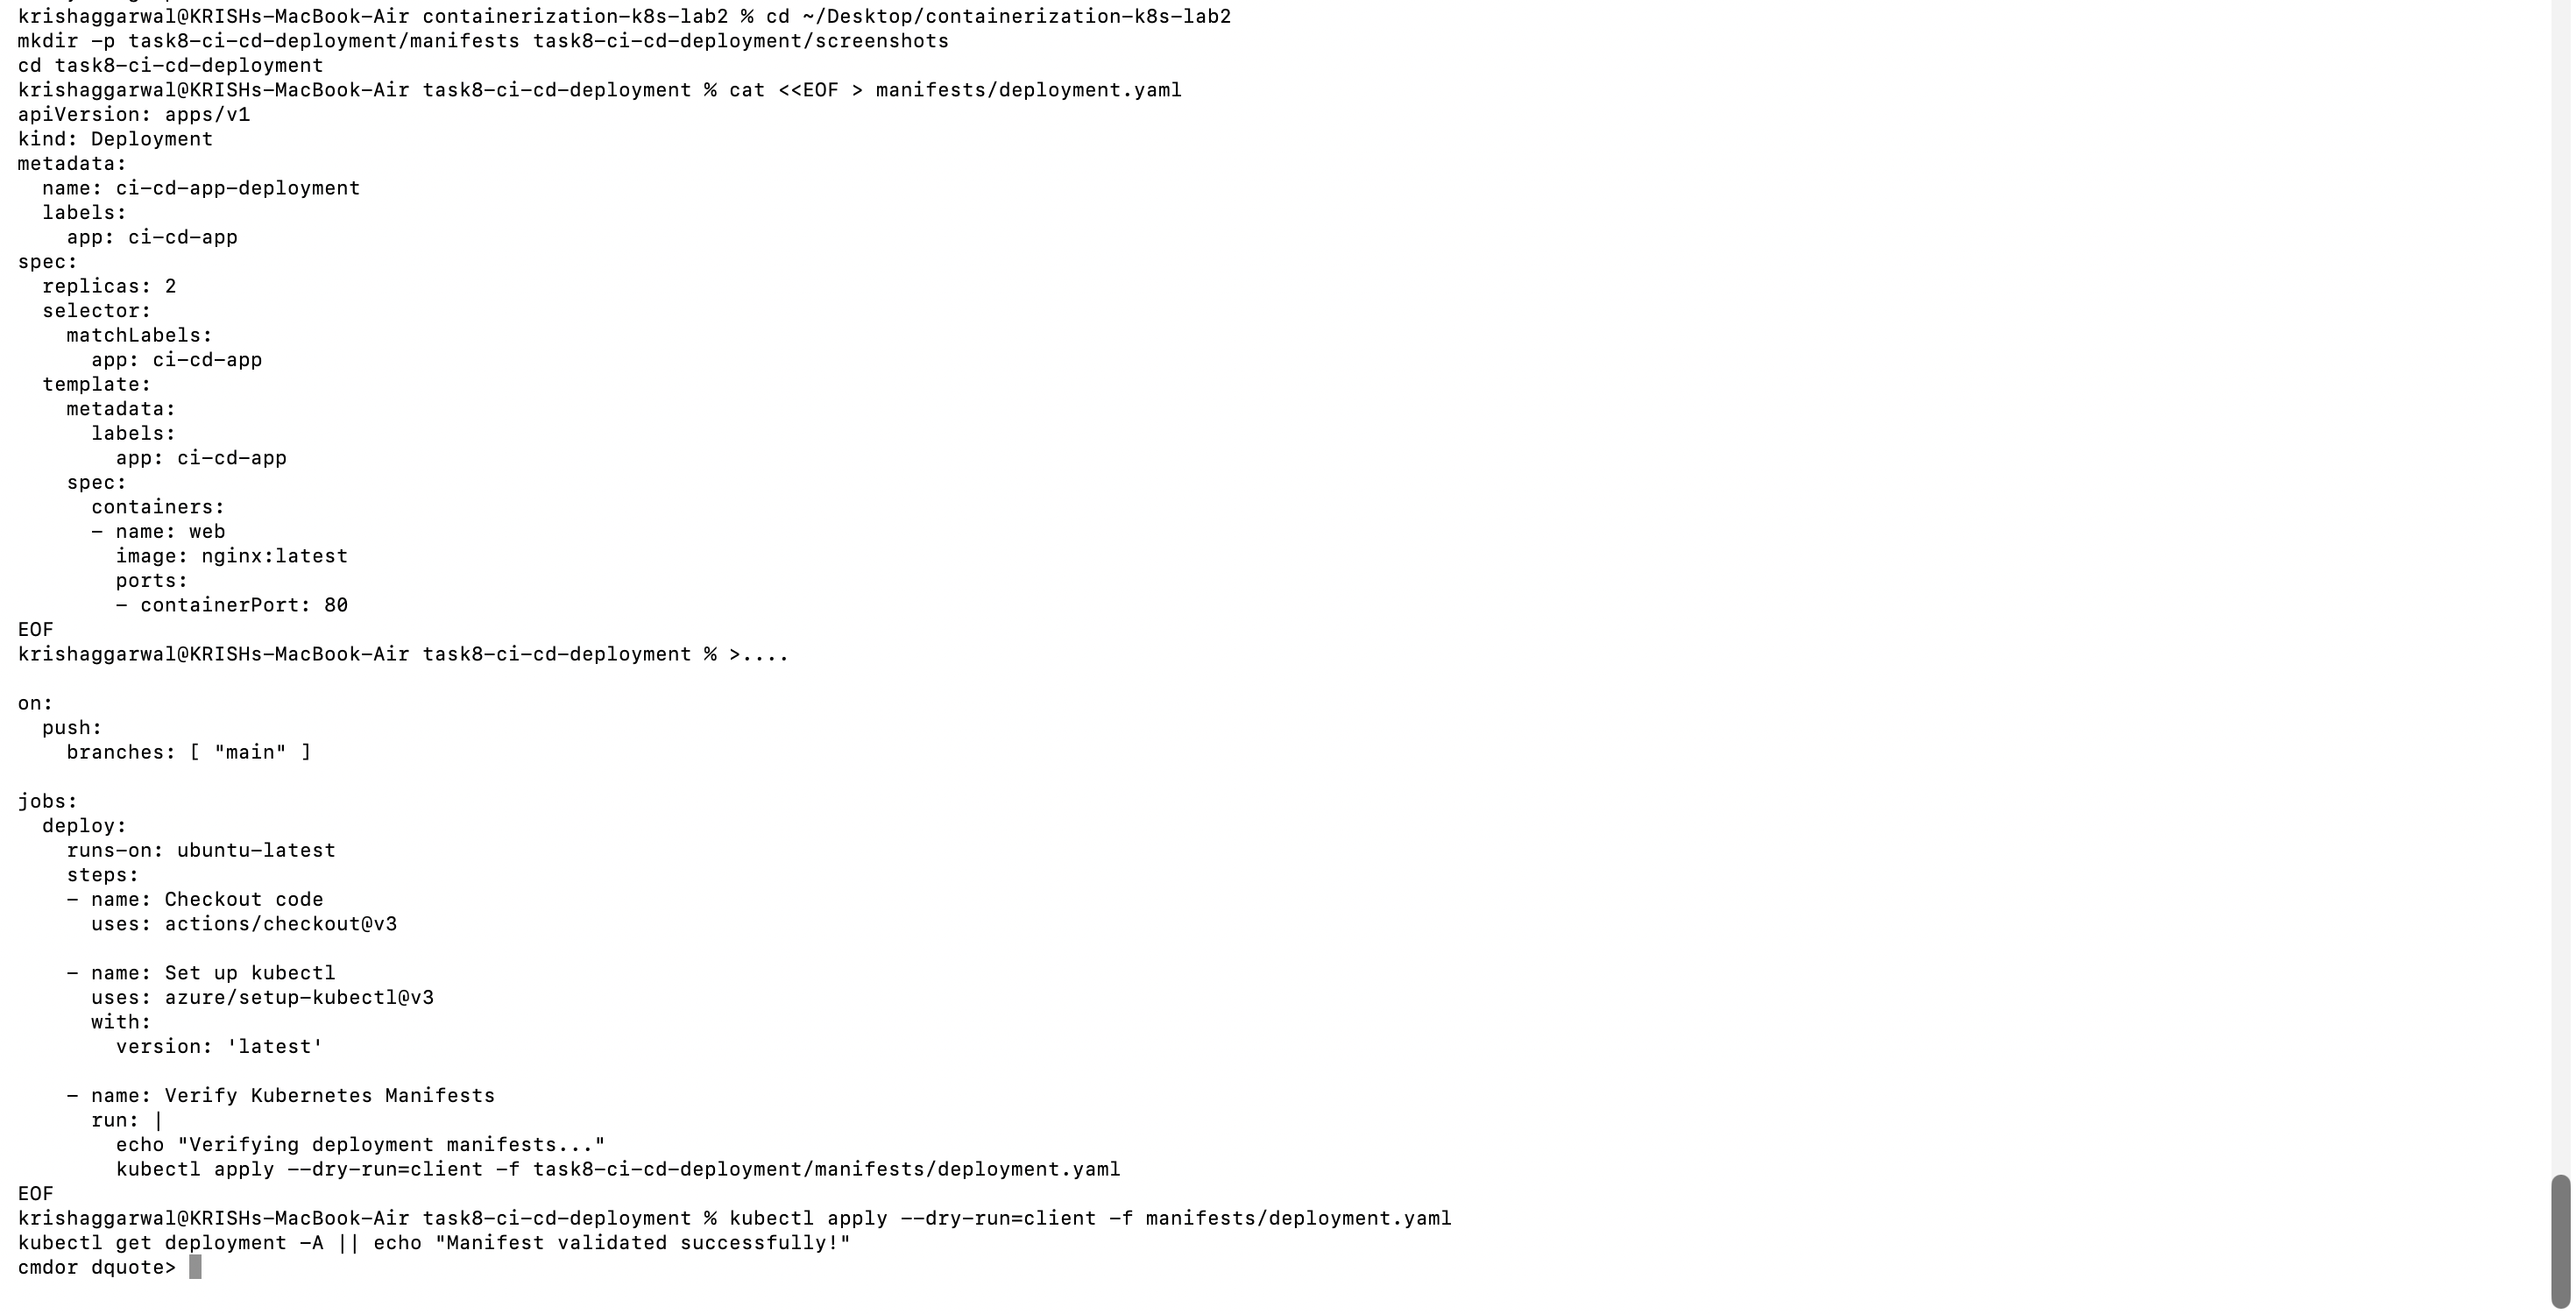 krishaggarwal@KRISHs-MacBook-Air containerization-k8s-lab2 % cd ~/Desktop/containerization-k8s-lab2
mkdir -p task8-ci-cd-deployment/manifests task8-ci-cd-deployment/screenshots
cd task8-ci-cd-deployment
krishaggarwal@KRISHs-MacBook-Air task8-ci-cd-deployment % cat <<EOF > manifests/deployment.yaml
apiVersion: apps/v1
kind: Deployment
metadata:
  name: ci-cd-app-deployment
  labels:
    app: ci-cd-app
spec:
  replicas: 2
  selector:
    matchLabels:
      app: ci-cd-app
  template:
    metadata:
      labels:
        app: ci-cd-app
    spec:
      containers:
      - name: web
        image: nginx:latest
        ports:
        - containerPort: 80
EOF
krishaggarwal@KRISHs-MacBook-Air task8-ci-cd-deployment % >....

on:
  push:
    branches: [ "main" ]

jobs:
  deploy:
    runs-on: ubuntu-latest
    steps:
    - name: Checkout code
      uses: actions/checkout@v3

    - name: Set up kubectl
      uses: azure/setup-kubectl@v3
      with:
        version: 'latest'

    - name: Verify Kubernetes Manifests
      run: |
        echo "Verifying deployment manifests..."
        kubectl apply --dry-run=client -f task8-ci-cd-deployment/manifests/deployment.yaml
EOF
krishaggarwal@KRISHs-MacBook-Air task8-ci-cd-deployment % kubectl apply --dry-run=client -f manifests/deployment.yaml
kubectl get deployment -A || echo "Manifest validated successfully!"
cmdor dquote>